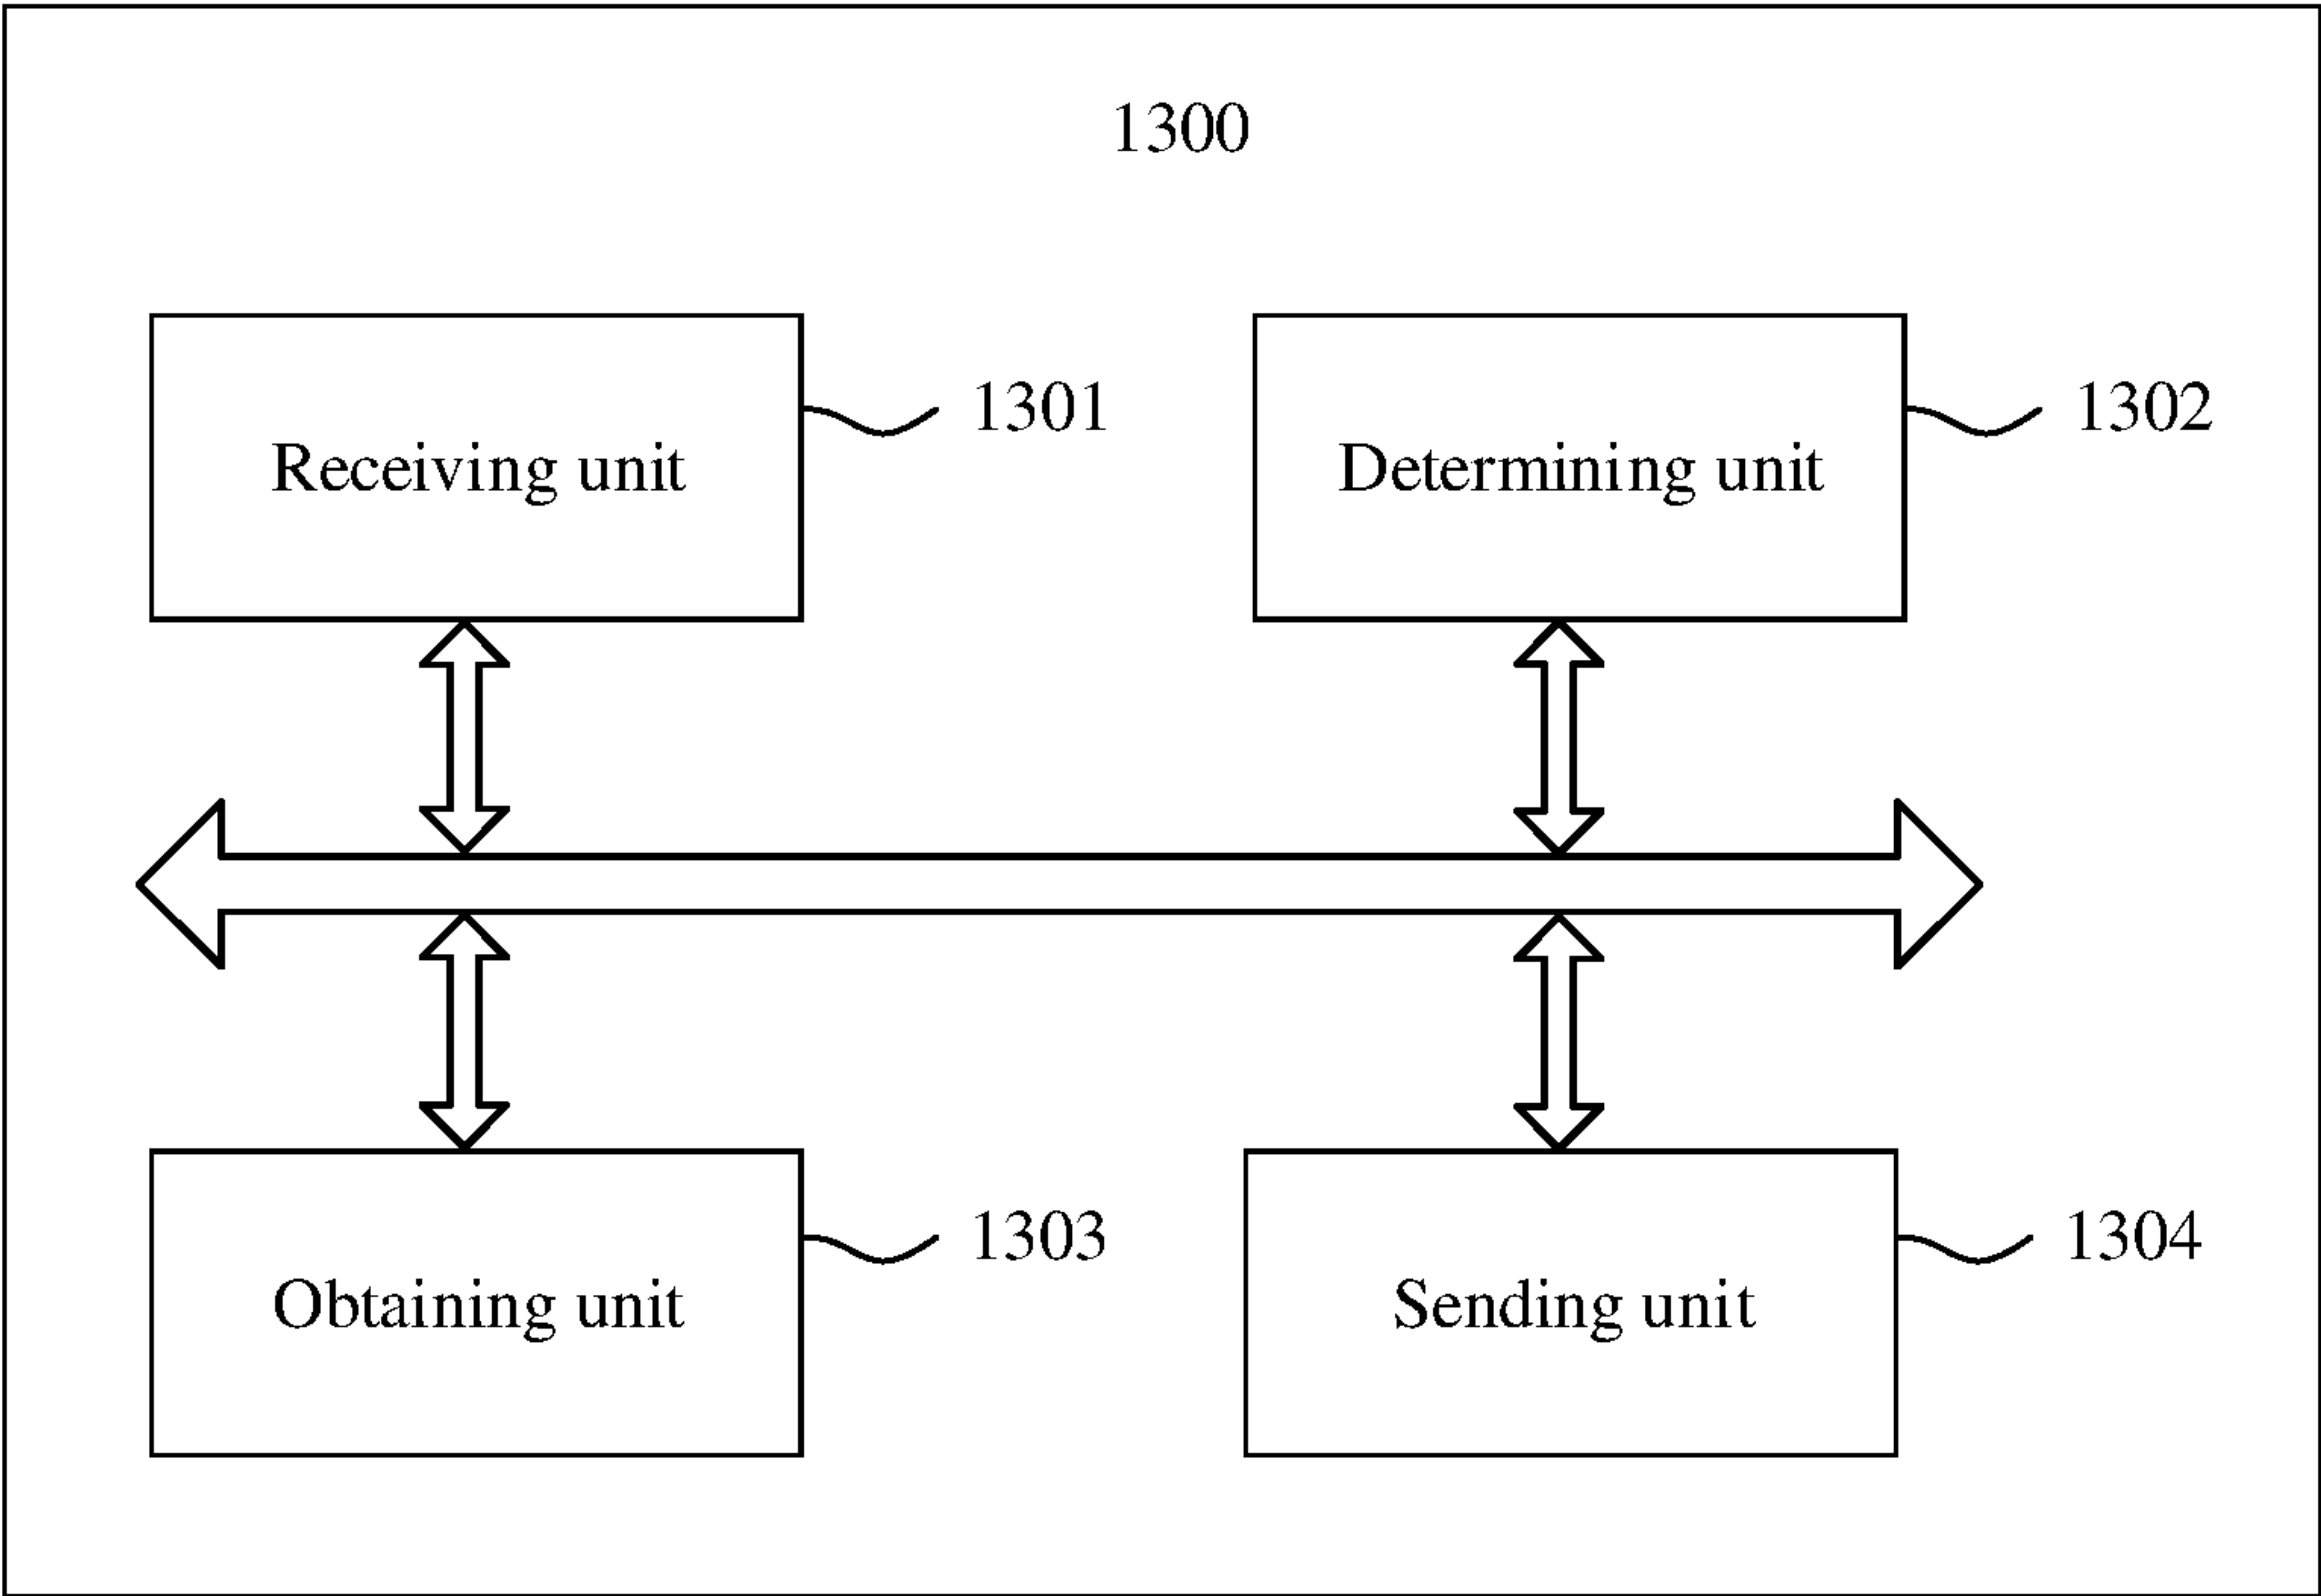 1300
Receiving unit
1301
Determining unit
1302
Obtaining unit
1303
Sending unit
1304